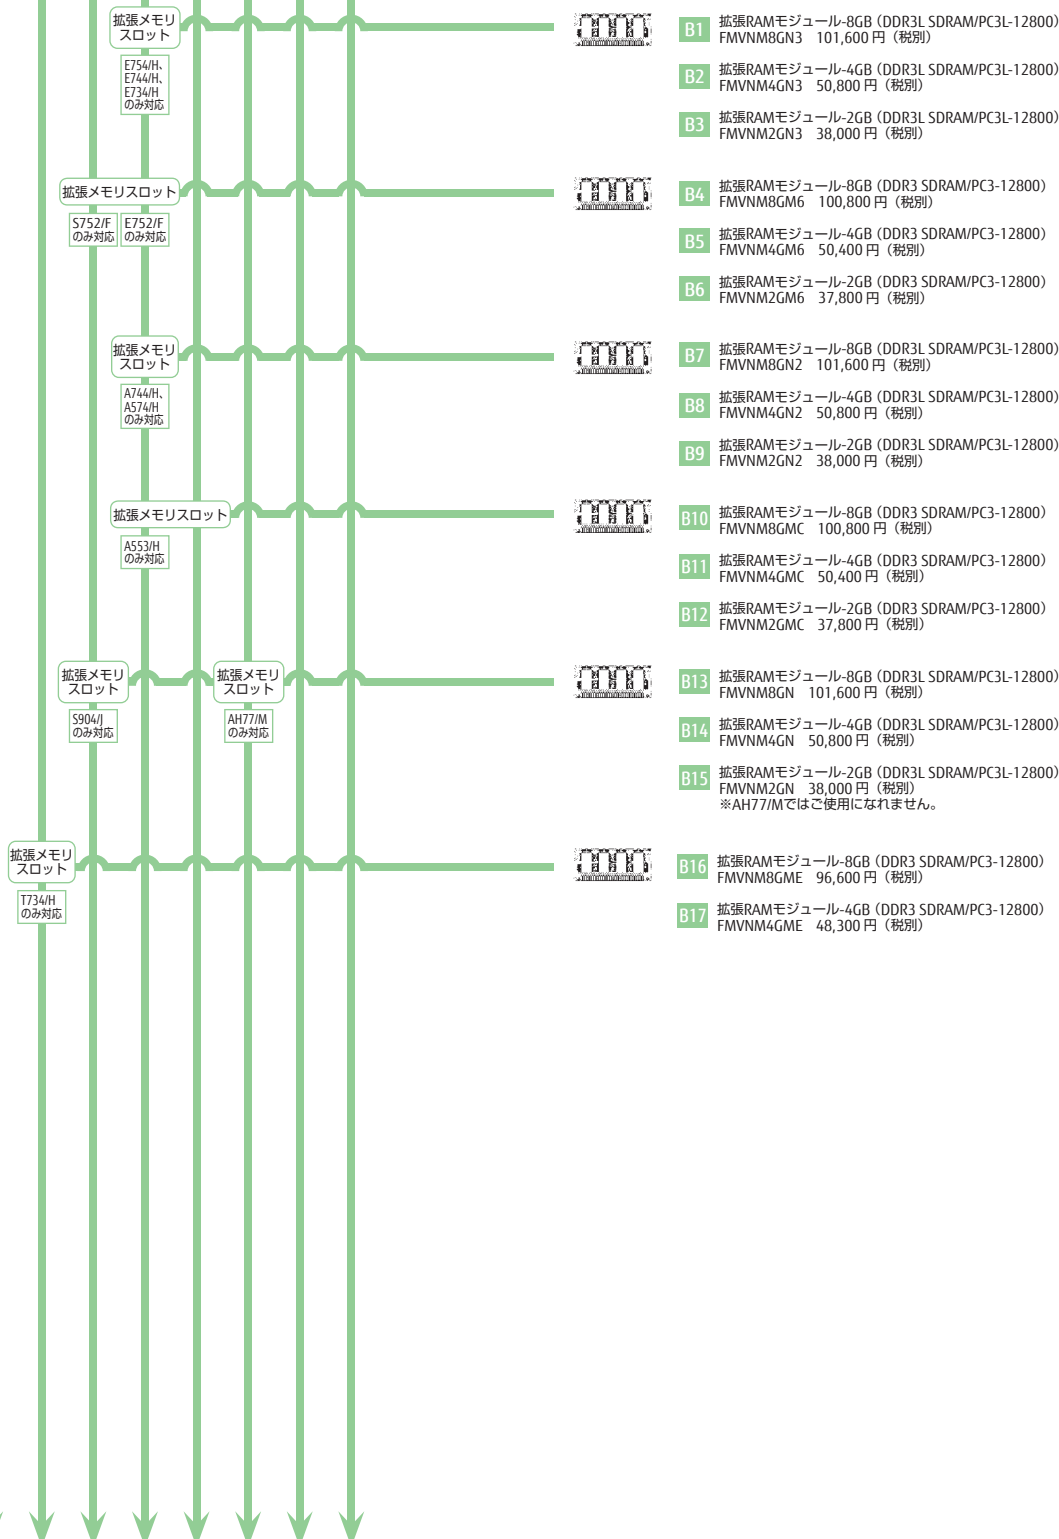 拡張メモリ
スロット
E754/H、
E744/H、
E734/H
のみ対応
B1
拡張RAMモジュール-8GB（DDR3L SDRAM/PC3L-12800）
FMVNM8GN3　101,600 円（税別）
B2
拡張RAMモジュール-4GB（DDR3L SDRAM/PC3L-12800）
FMVNM4GN3　50,800 円（税別）
B3
拡張RAMモジュール-2GB（DDR3L SDRAM/PC3L-12800）
FMVNM2GN3　38,000 円（税別）
拡張メモリスロット
S752/F
のみ対応
E752/F
のみ対応
B4
拡張RAMモジュール-8GB（DDR3 SDRAM/PC3-12800）
FMVNM8GM6　100,800 円（税別）
B5
拡張RAMモジュール-4GB（DDR3 SDRAM/PC3-12800）
FMVNM4GM6　50,400 円（税別）
B6
拡張RAMモジュール-2GB（DDR3 SDRAM/PC3-12800）
FMVNM2GM6　37,800 円（税別）
拡張メモリ
スロット
A744/H、
A574/H
のみ対応
B7
拡張RAMモジュール-8GB（DDR3L SDRAM/PC3L-12800）
FMVNM8GN2　101,600 円（税別）
B8
拡張RAMモジュール-4GB（DDR3L SDRAM/PC3L-12800）
FMVNM4GN2　50,800 円（税別）
B9
拡張RAMモジュール-2GB（DDR3L SDRAM/PC3L-12800）
FMVNM2GN2　38,000 円（税別）
拡張メモリスロット
A553/H
のみ対応
B10
拡張RAMモジュール-8GB（DDR3 SDRAM/PC3-12800）
FMVNM8GMC　100,800 円（税別）
B11
拡張RAMモジュール-4GB（DDR3 SDRAM/PC3-12800）
FMVNM4GMC　50,400 円（税別）
B12
拡張RAMモジュール-2GB（DDR3 SDRAM/PC3-12800）
FMVNM2GMC　37,800 円（税別）
拡張メモリ
スロット
S904/J
のみ対応
拡張メモリ
スロット
AH77/M
のみ対応
B13
拡張RAMモジュール-8GB（DDR3L SDRAM/PC3L-12800）
FMVNM8GN　101,600 円（税別）
B14
拡張RAMモジュール-4GB（DDR3L SDRAM/PC3L-12800）
FMVNM4GN　50,800 円（税別）
B15
拡張RAMモジュール-2GB（DDR3L SDRAM/PC3L-12800）
FMVNM2GN　38,000 円（税別）
※AH77/Mではご使用になれません。
拡張メモリ
スロット
T734/H
のみ対応
B16
拡張RAMモジュール-8GB（DDR3 SDRAM/PC3-12800）
FMVNM8GME　96,600 円（税別）
B17
拡張RAMモジュール-4GB（DDR3 SDRAM/PC3-12800）
FMVNM4GME　48,300 円（税別）